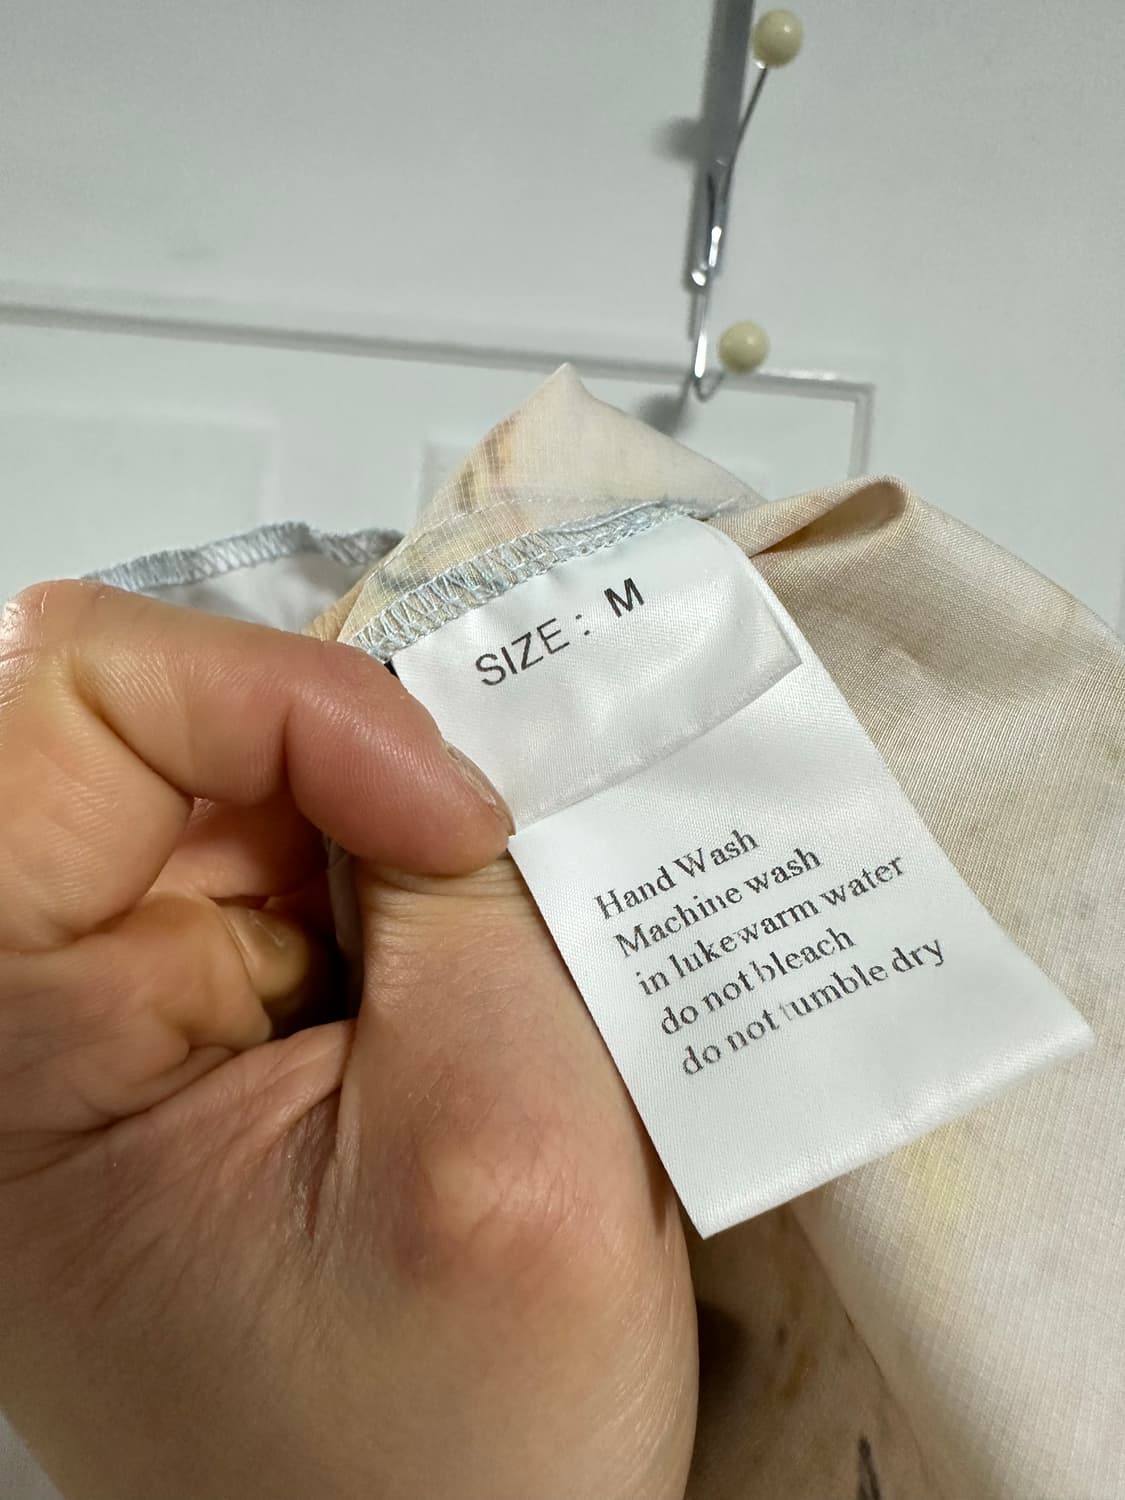 SIZE : M
Hand Wash
Machine wash
in lukewarm water
do not bleach
do not tumble dry